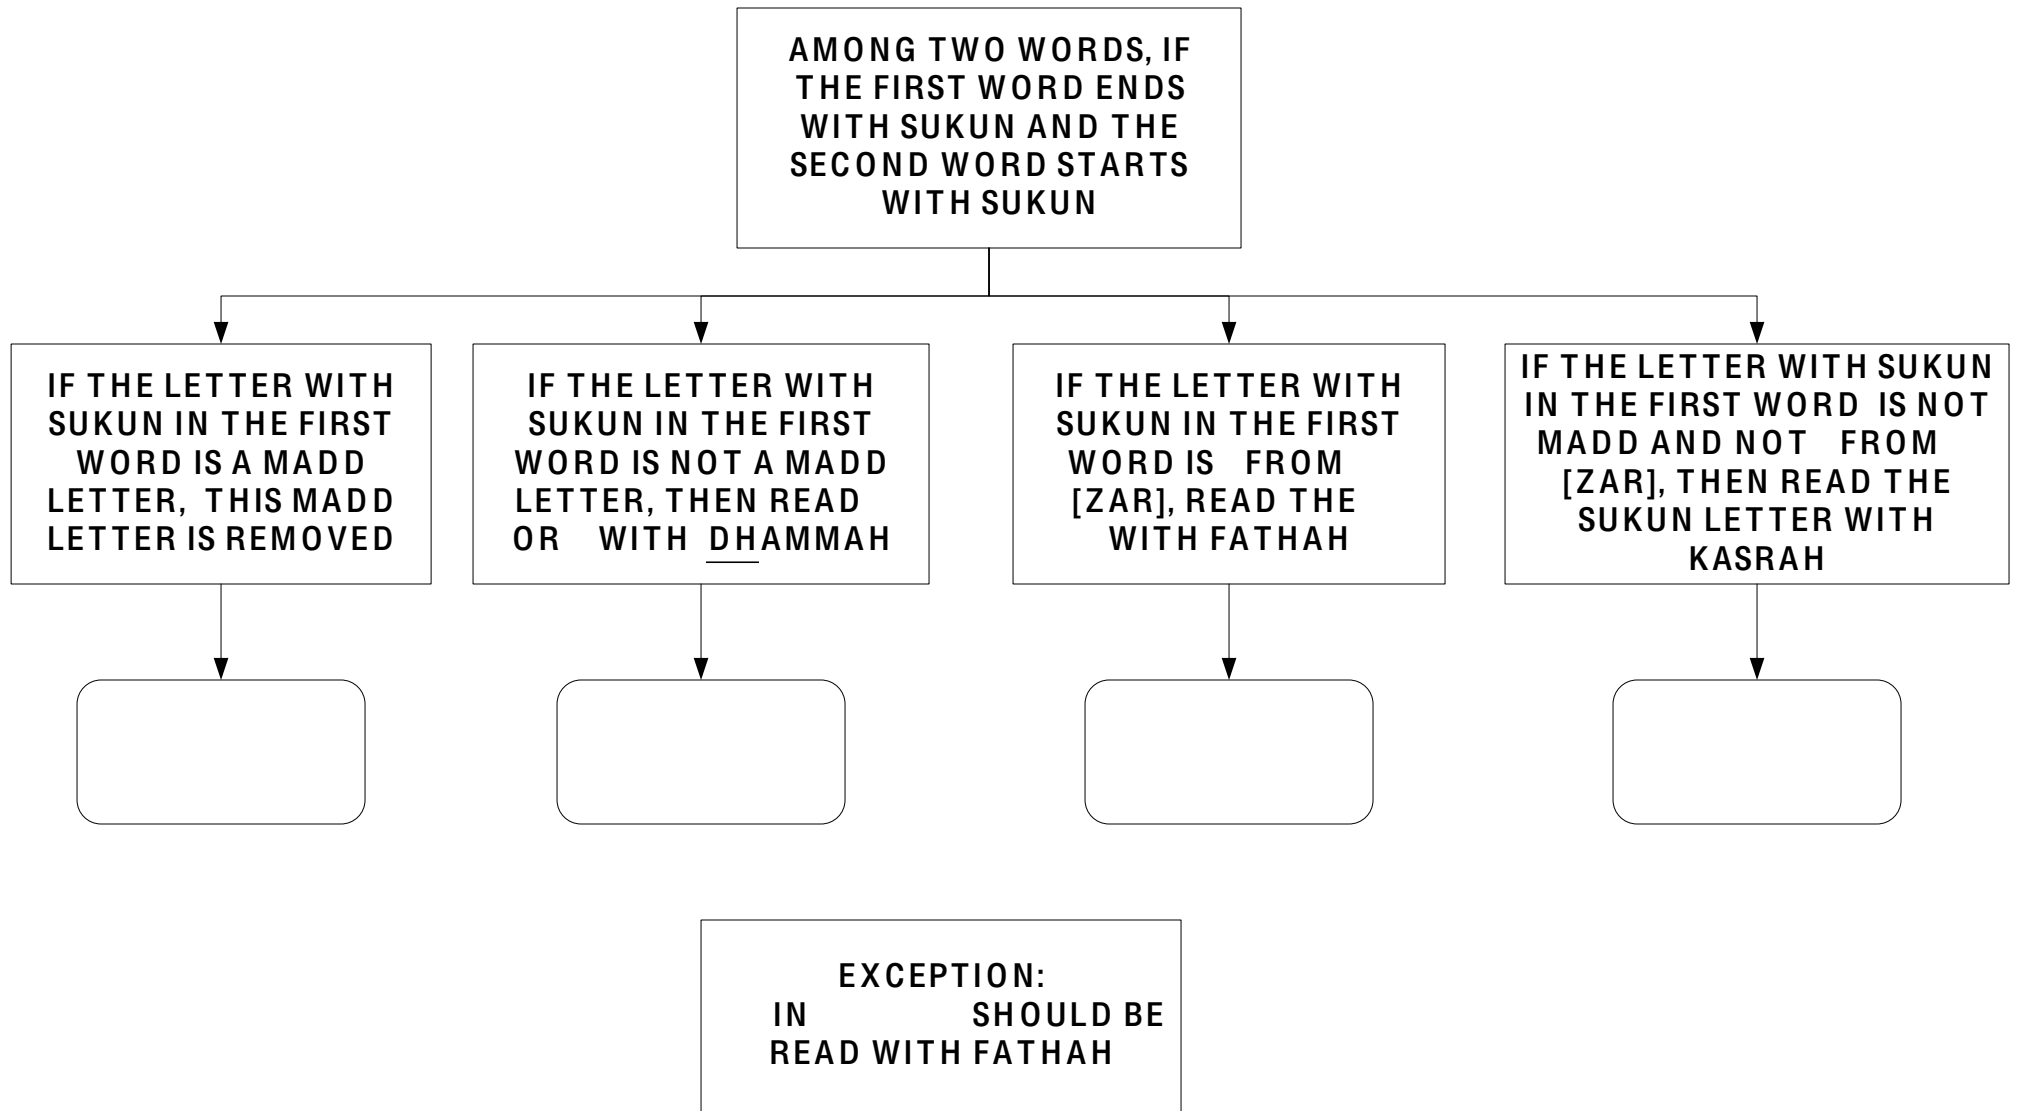 AMONG TWO WORDS, IF
THE FIRST WORD ENDS
WITH SUKUN AND THE
SECOND WORD STARTS
WITH SUKUN
IF THE LETTER WITH
SUKUN IN THE FIRST
WORD IS A MADD
LETTER, THIS MADD
LETTER IS REMOVED
IF THE LETTER WITH
SUKUN IN THE FIRST
WORD IS NOT A MADD
LETTER, THEN READ
OR WITH DHAMMAH
IF THE LETTER WITH
SUKUN IN THE FIRST
WORD IS FROM
[ZAR], READ THE
WITH FATHAH
IF THE LETTER WITH SUKUN
IN THE FIRST WORD IS NOT
MADD AND NOT FROM
[ZAR], THEN READ THE
SUKUN LETTER WITH
KASRAH
EXCEPTION:
IN SHOULD BE
READ WITH FATHAH